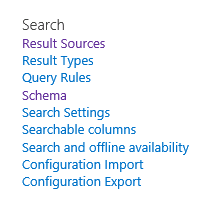 Search
Result Sources
Result Types
Query Rules
Schema
Search Settings
Searchable columns
Search and offline availability
Configuration Import
Configuration Export